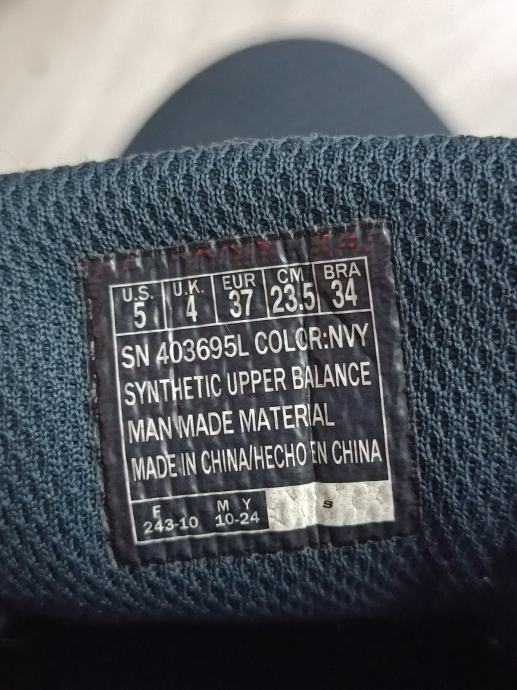 U.S. U.K. EUR CM BRA
5 4 37 23.5 34
SN 403695L COLOR:NVY
SYNTHETIC UPPER BALANCE
MAN MADE MATERIAL
MADE IN CHINA/HECHO EN CHINA
F M Y S
243-10 10-24